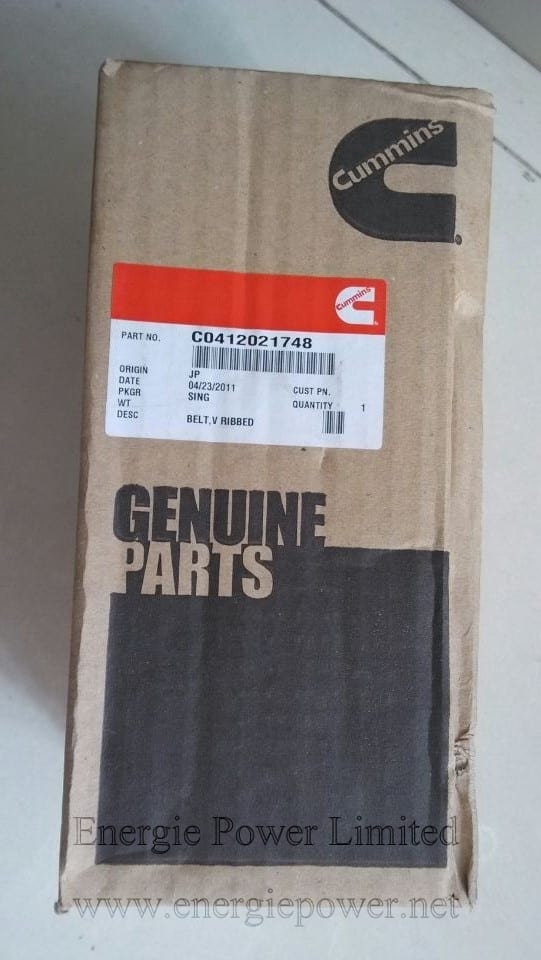 Cummins
Cummins
PART NO. C0412021748
ORIGIN JP
DATE 04/23/2011 CUST PN.
PKGR SING QUANTITY 1
WT
DESC BELT,V RIBBED
GENUINE
PARTS
Energie Power Limited
www.energiepower.net